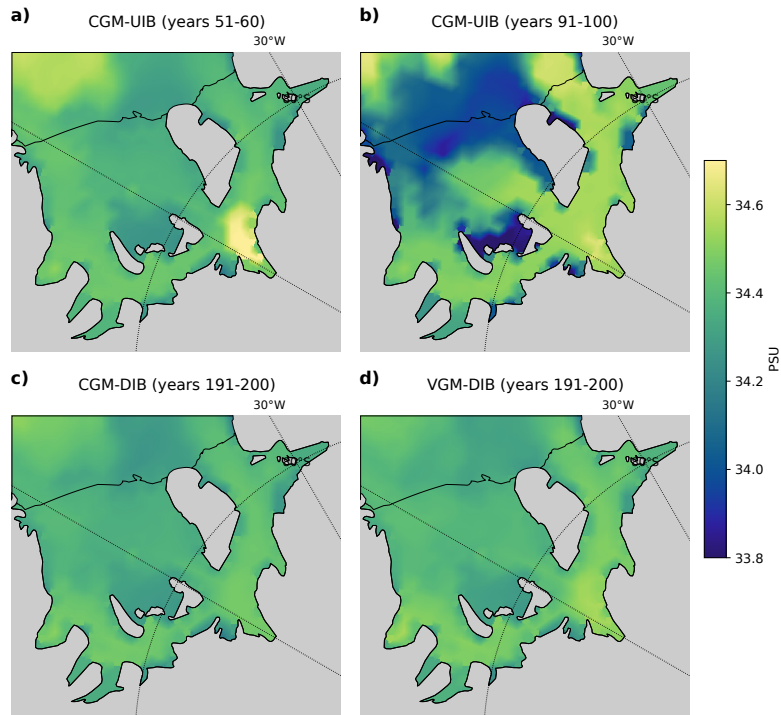 a)
CGM-UIB (years 51-60)
30°W
b)
CGM-UIB (years 91-100)
30°W
34.6
34.4
34.2
34.0
33.8
PSU
c)
CGM-DIB (years 191-200)
30°W
d)
VGM-DIB (years 191-200)
30°W